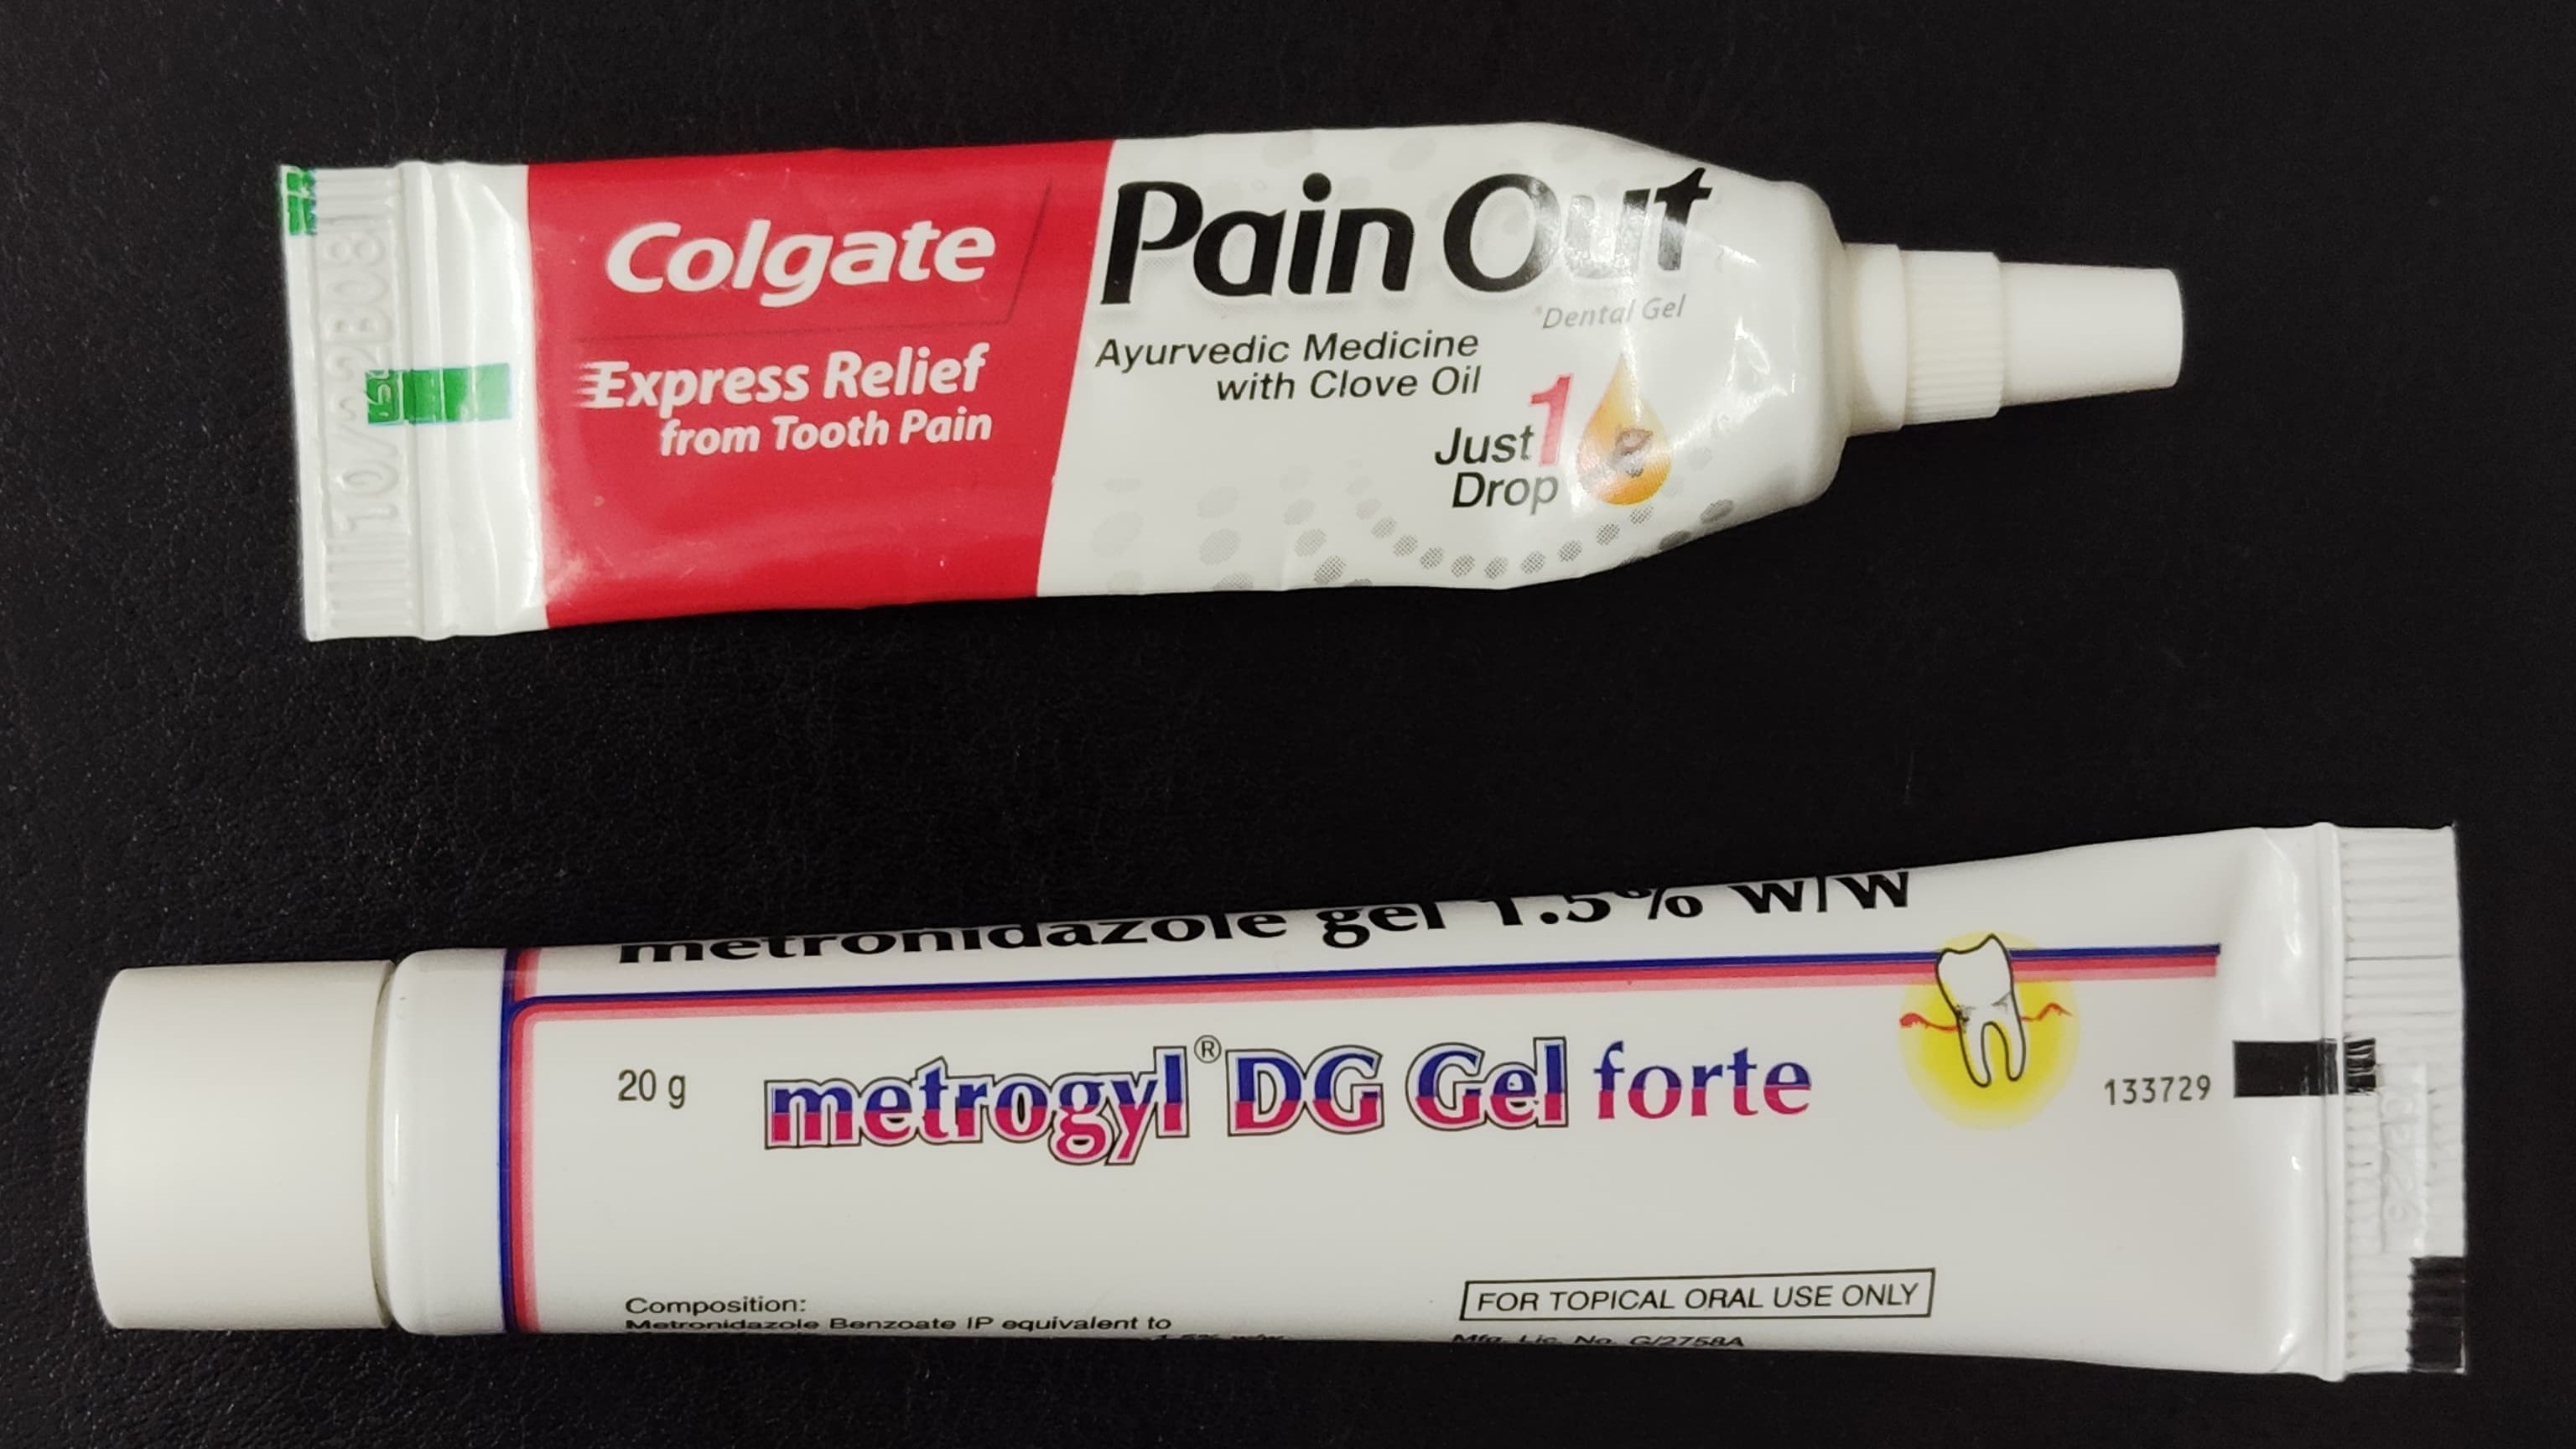 Colgate
Express Relief
from Tooth Pain
Pain Out
*Dental Gel
Ayurvedic Medicine
with Clove Oil
Just 1
Drop
metronidazole gel 1.5% w/w
20 g
metrogyl® DG Gel forte
133729
Composition:
Metronidazole Benzoate IP equivalent to
FOR TOPICAL ORAL USE ONLY
Mfg. Lic. No. G/2758A